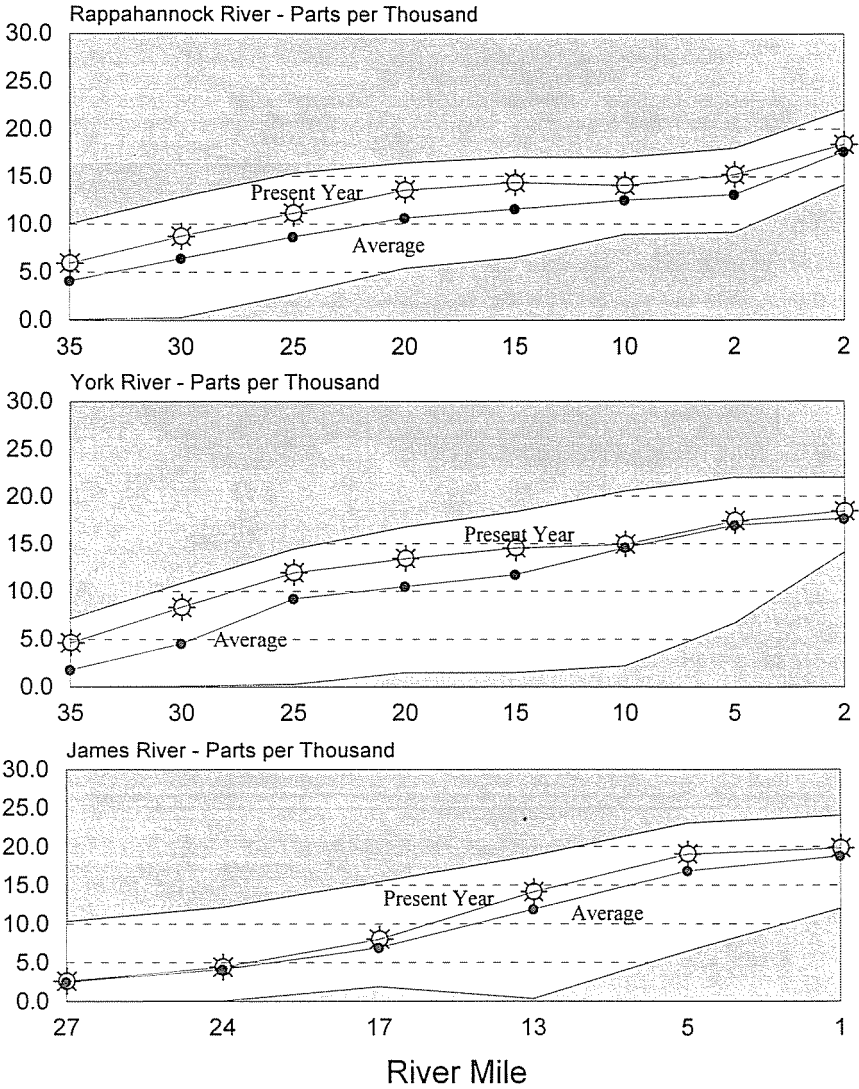 Rappahannock River - Parts per Thousand
30.0
25.0
20.0
15.0
Present Year
10.0
Average
5.0
0.0
35 30 25 20 15 10 2 2
York River - Parts per Thousand
30.0
25.0
20.0
Present Year
15.0
10.0
5.0
Average
0.0
35 30 25 20 15 10 5 2
James River - Parts per Thousand
30.0
25.0
20.0
15.0
Present Year
Average
10.0
5.0
0.0
27 24 17 13 5 1
River Mile